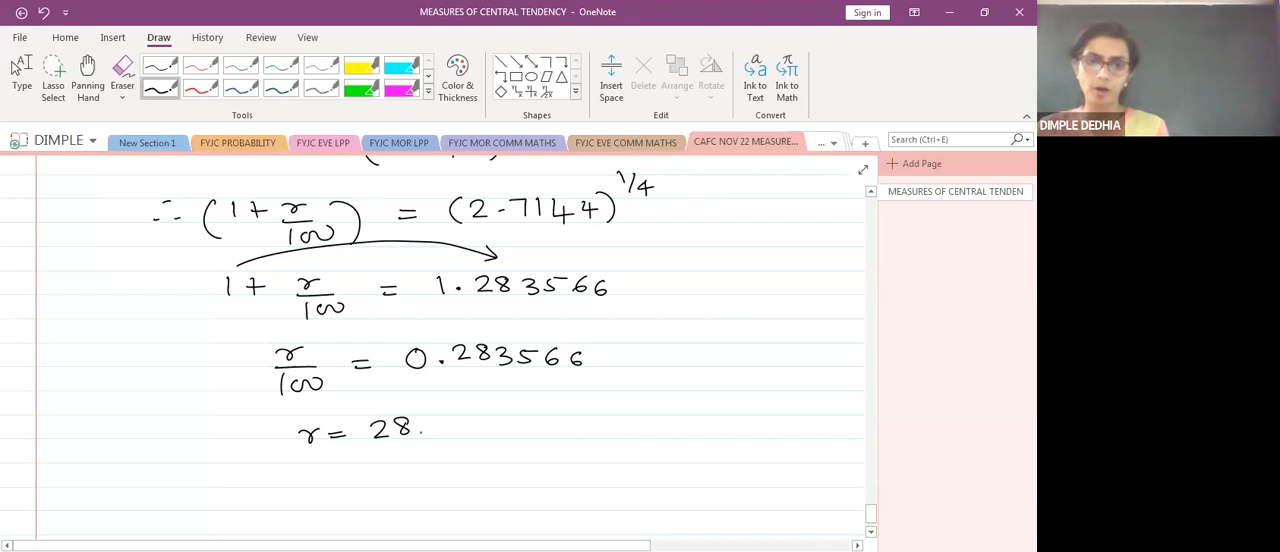 MEASURES OF CENTRAL TENDENCY - OneNote
Sign in
File Home Insert Draw History Review View
Type
Lasso Select
Panning Hand
Eraser
Color & Thickness
Insert Space
Delete
Arrange
Rotate
Ink to Text
Ink to Math
Tools
Shapes
Edit
Convert
DIMPLE
New Section 1
FYJC PROBABILITY
FYJC EVE LPP
FYJC MOR LPP
FYJC MOR COMM MATHS
FYJC EVE COMM MATHS
CAFC NOV 22 MEASURE...
...
Search (Ctrl+E)
Add Page
MEASURES OF CENTRAL TENDEN
DIMPLE DEDHIA
∴ (1 + r/100) = (2.7144)^1/4
1 + r/100 = 1.283566
r/100 = 0.283566
r = 28.